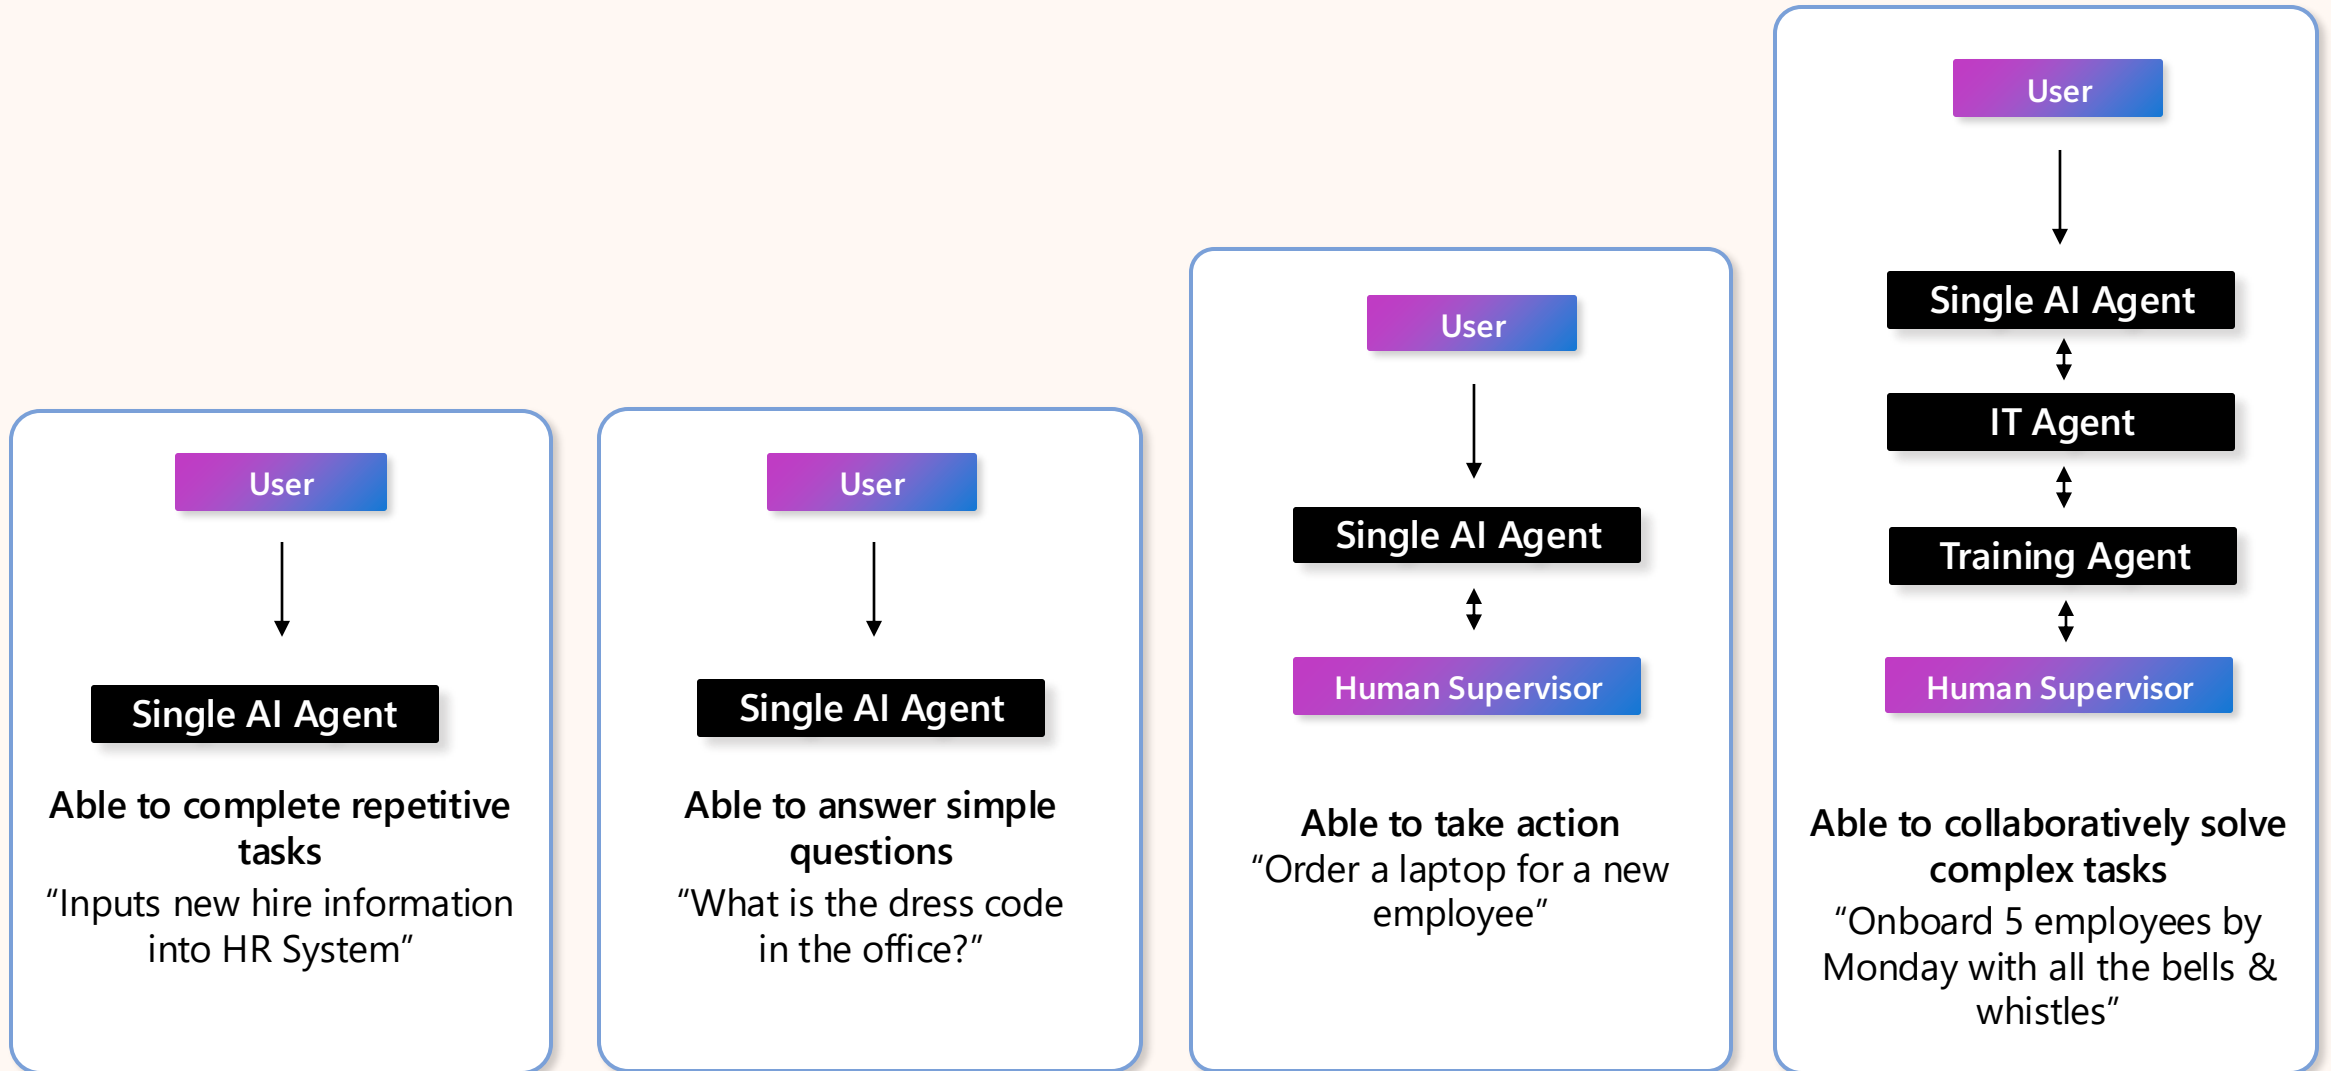 User
Single AI Agent
Able to complete repetitive
tasks
“Inputs new hire information
into HR System”
User
Single AI Agent
Able to answer simple
questions
“What is the dress code
in the office?”
User
Single AI Agent
Human Supervisor
Able to take action
“Order a laptop for a new
employee”
User
Single AI Agent
IT Agent
Training Agent
Human Supervisor
Able to collaboratively solve
complex tasks
“Onboard 5 employees by
Monday with all the bells &
whistles”